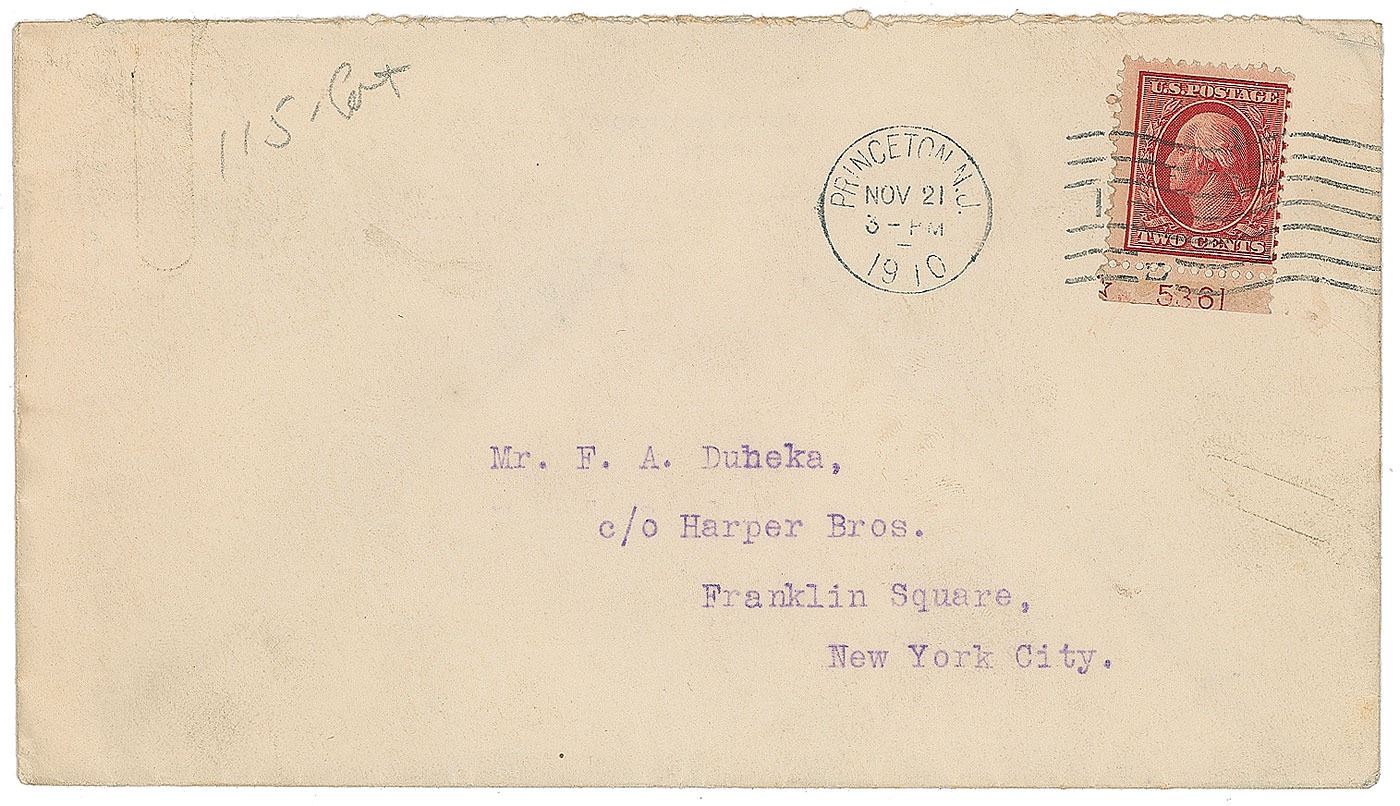 115-
PRINCETON, N.J.
NOV 21
3-PM
1910
U.S. POSTAGE
TWO CENTS
5361
Mr. F. A. Duheka,
c/o Harper Bros.
Franklin Square,
New York City.